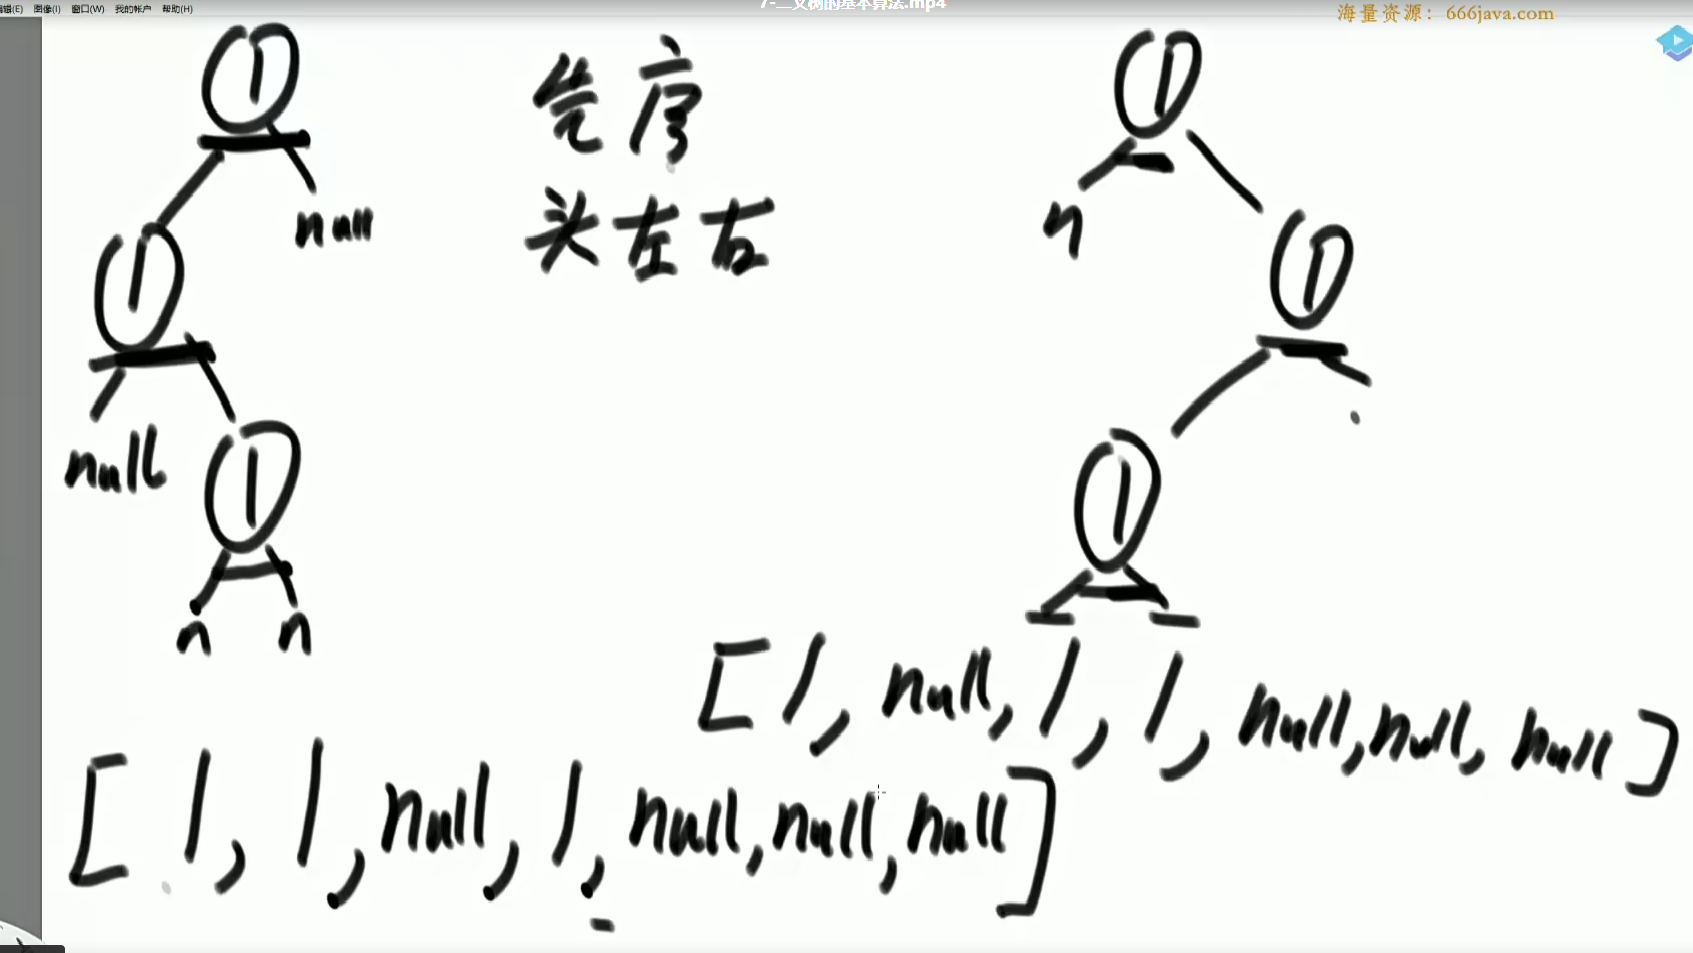 编辑(E) 图像(I) 窗口(W) 我的帐户 帮助(H)
7-二叉树的基本算法.mp4
海量资源：666java.com
1
null
1
null
1
n n
先序
头左右
1
n
1
1
[1, null, 1, 1, null, null, null]
[1, 1, null, 1, null, null, null]